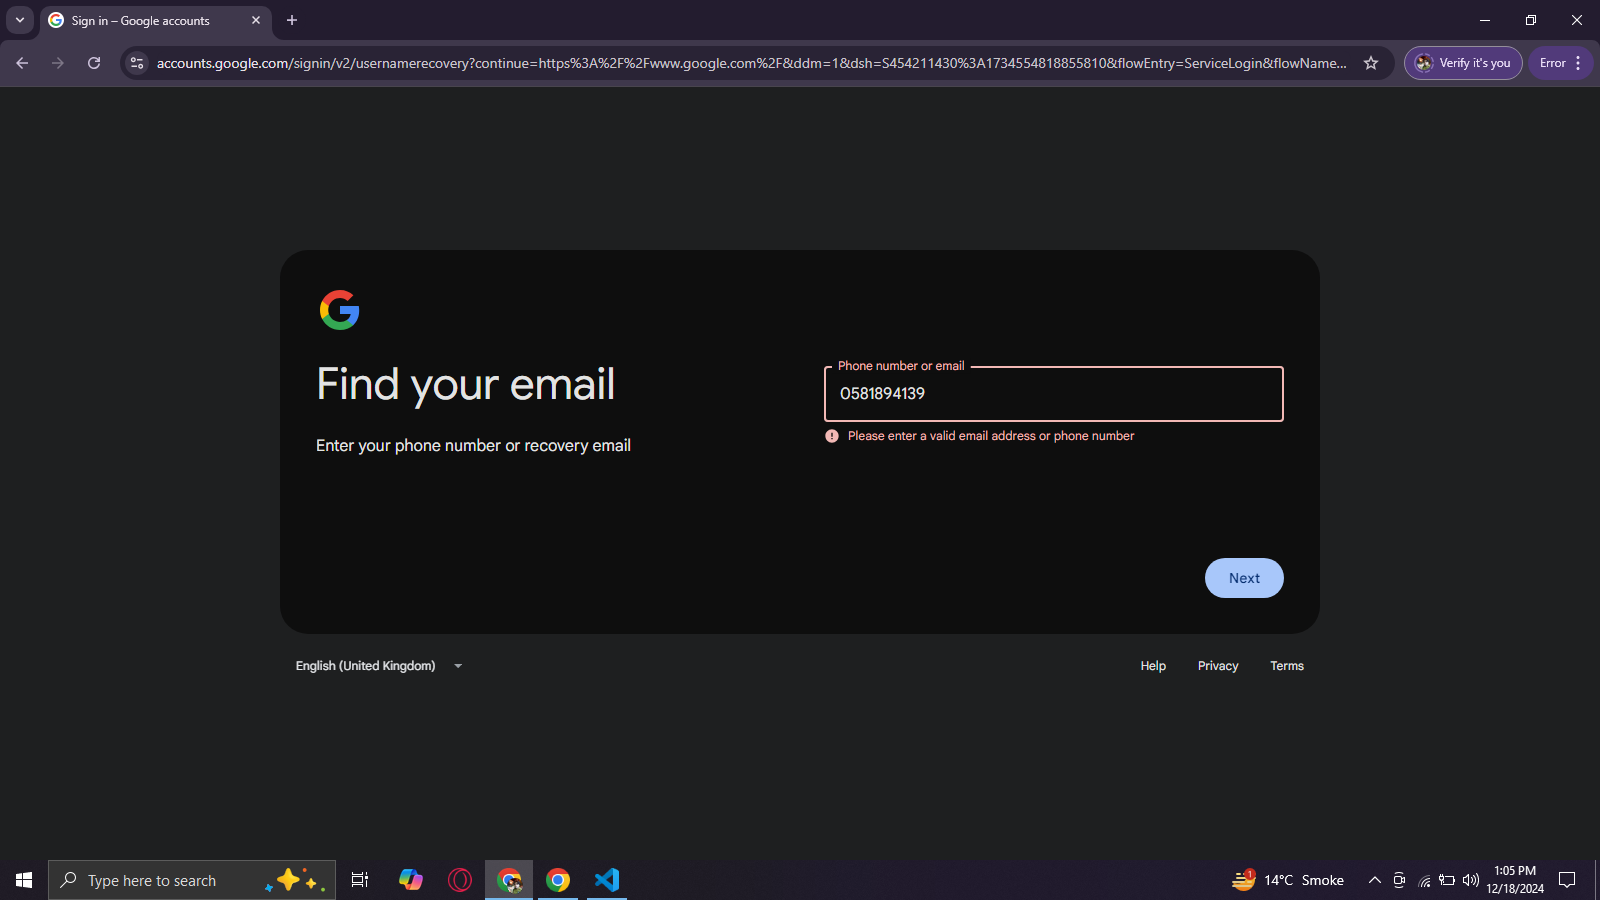 Sign in – Google accounts
accounts.google.com/signin/v2/usernamerecovery?continue=https%3A%2F%2Fwww.google.com%2F&ddm=1&dsh=S454211430%3A1734554818855810&flowEntry=ServiceLogin&flowName...
Verify it's you
Error
Find your email
Enter your phone number or recovery email
Phone number or email
0581894139
Please enter a valid email address or phone number
Next
English (United Kingdom)
Help
Privacy
Terms
Type here to search
1
14°C Smoke
1:05 PM
12/18/2024